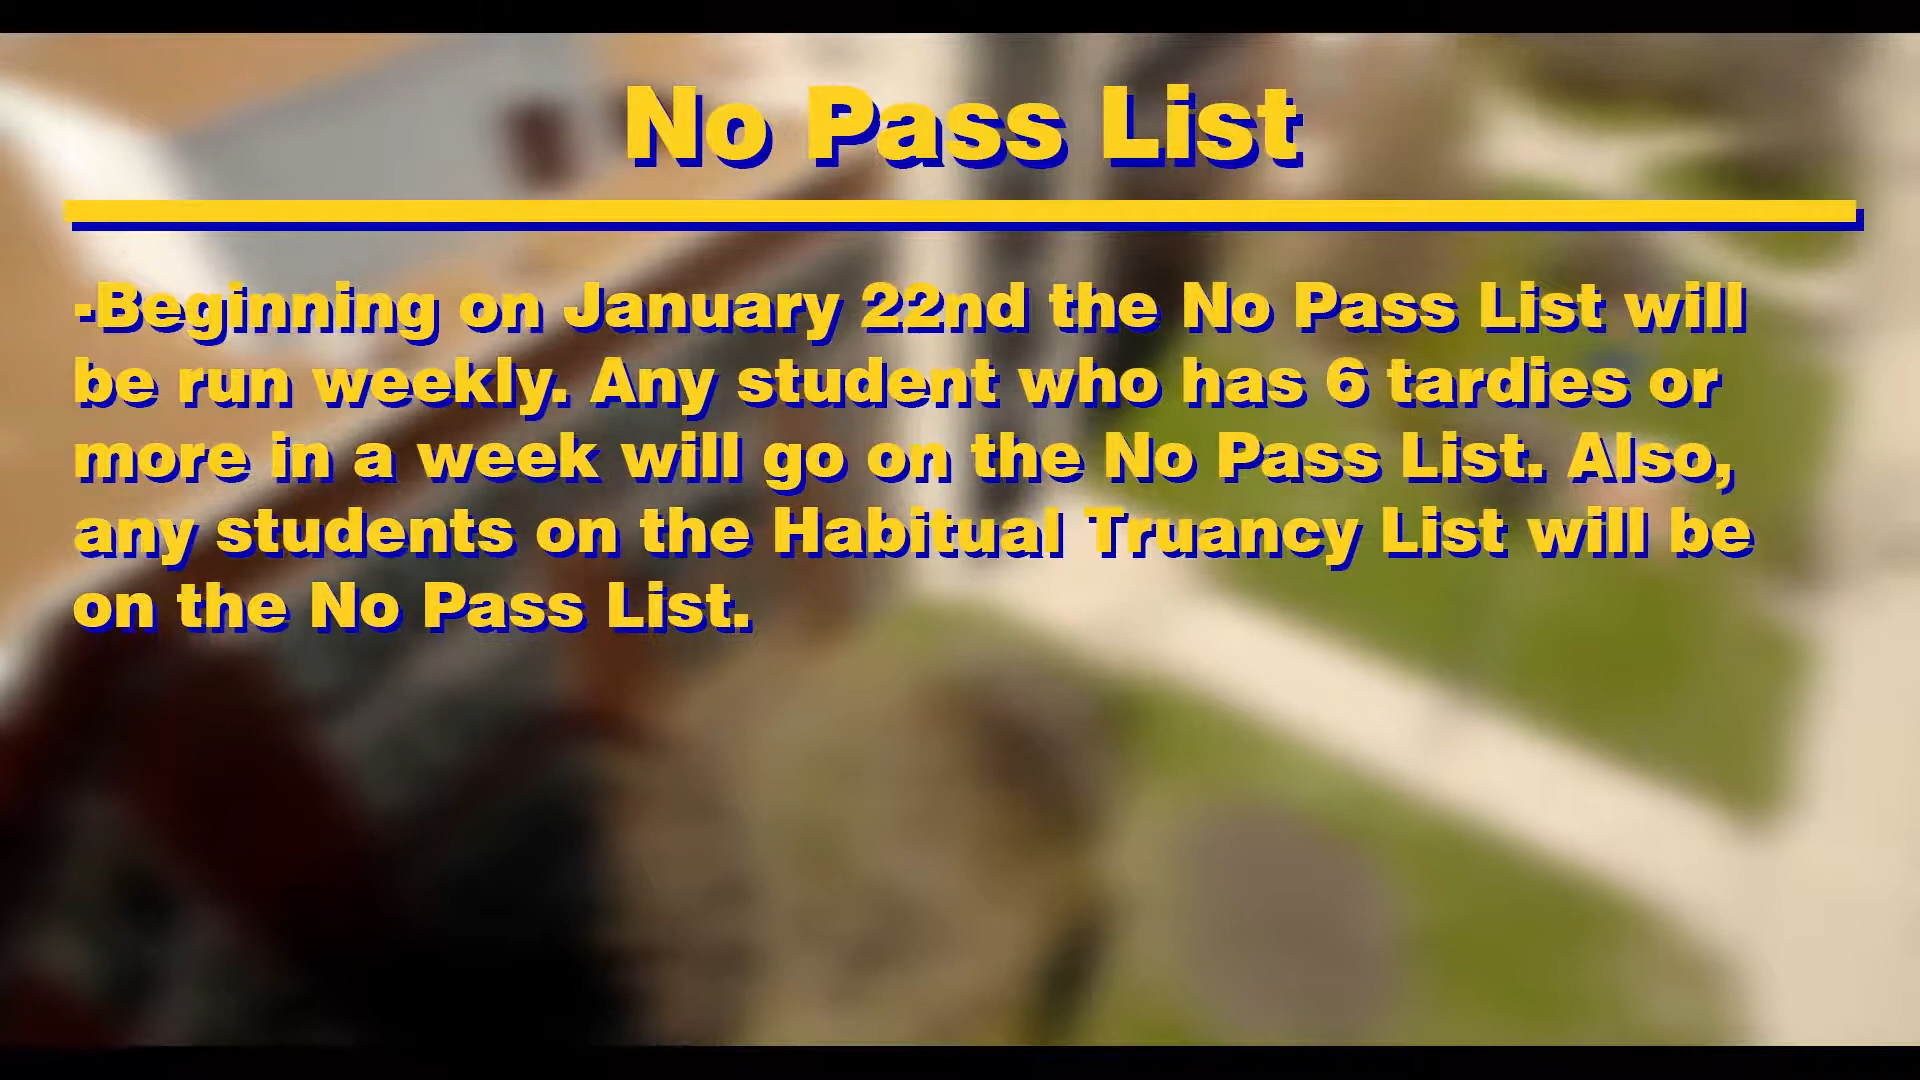 No Pass List
-Beginning on January 22nd the No Pass List will
be run weekly. Any student who has 6 tardies or
more in a week will go on the No Pass List. Also,
any students on the Habitual Truancy List will be
on the No Pass List.